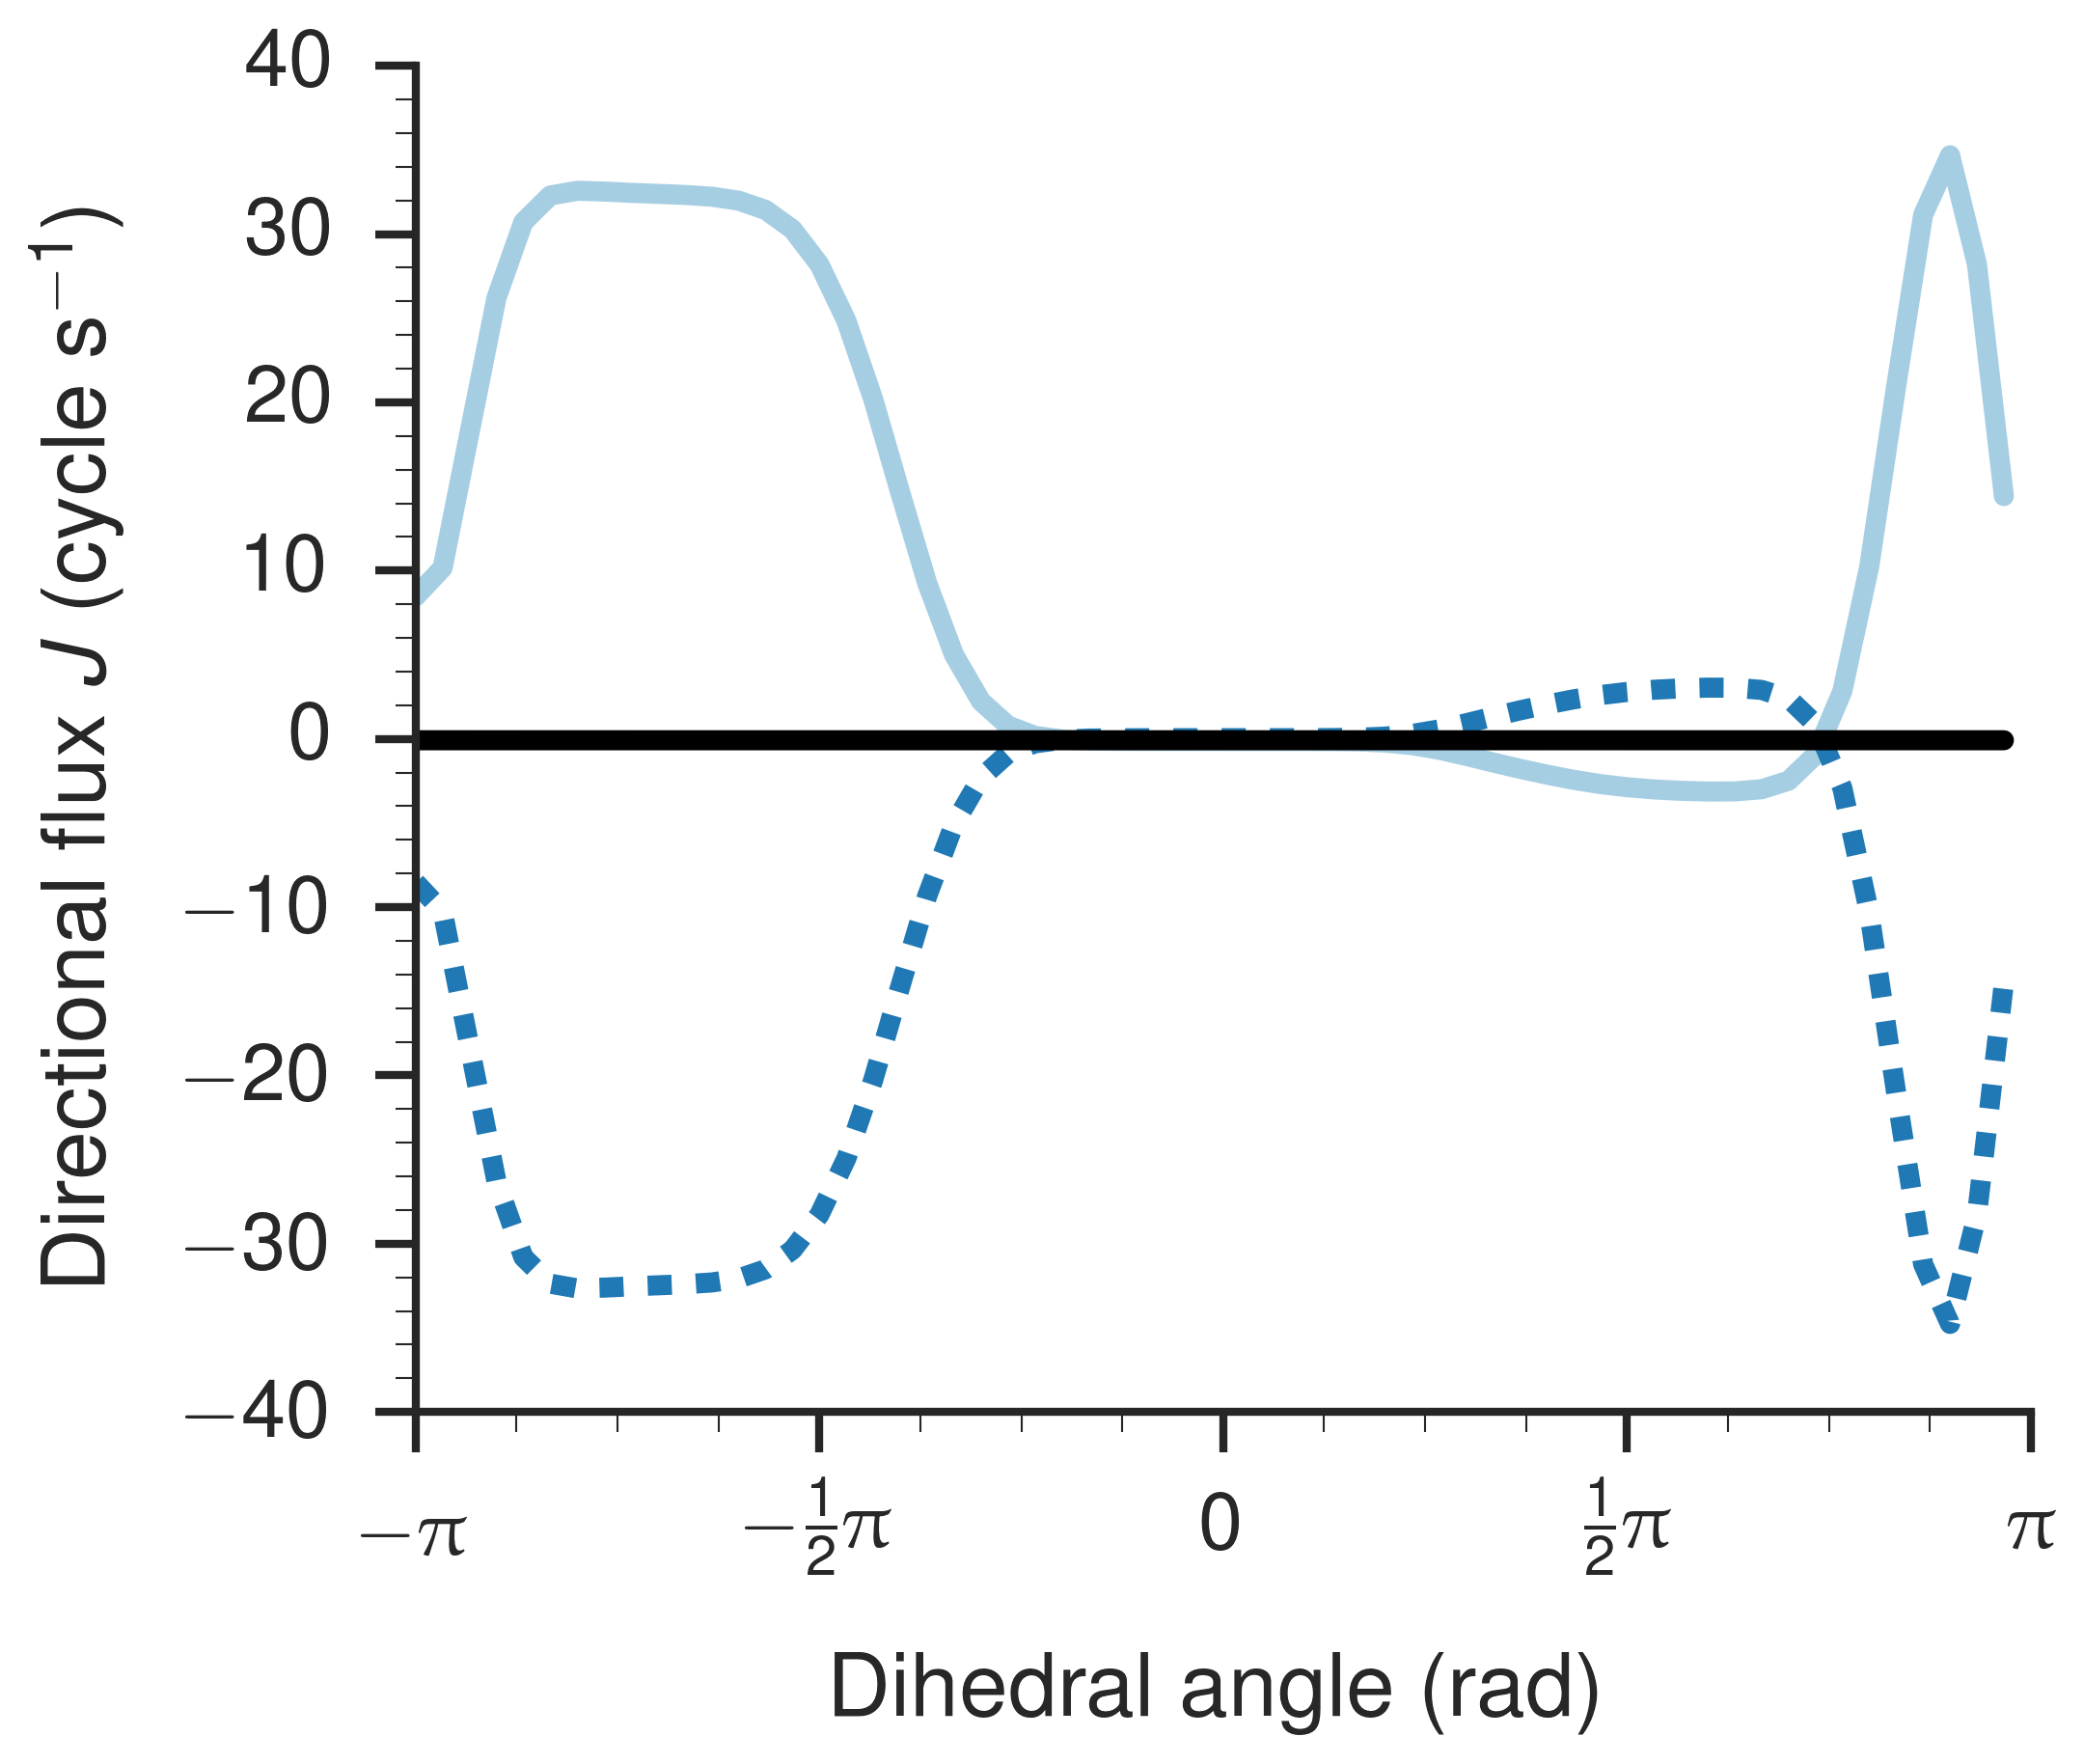 Directional flux J (cycle s⁻¹)
40
30
20
10
0
−10
−20
−30
−40
−π
−½π
0
½π
π
Dihedral angle (rad)